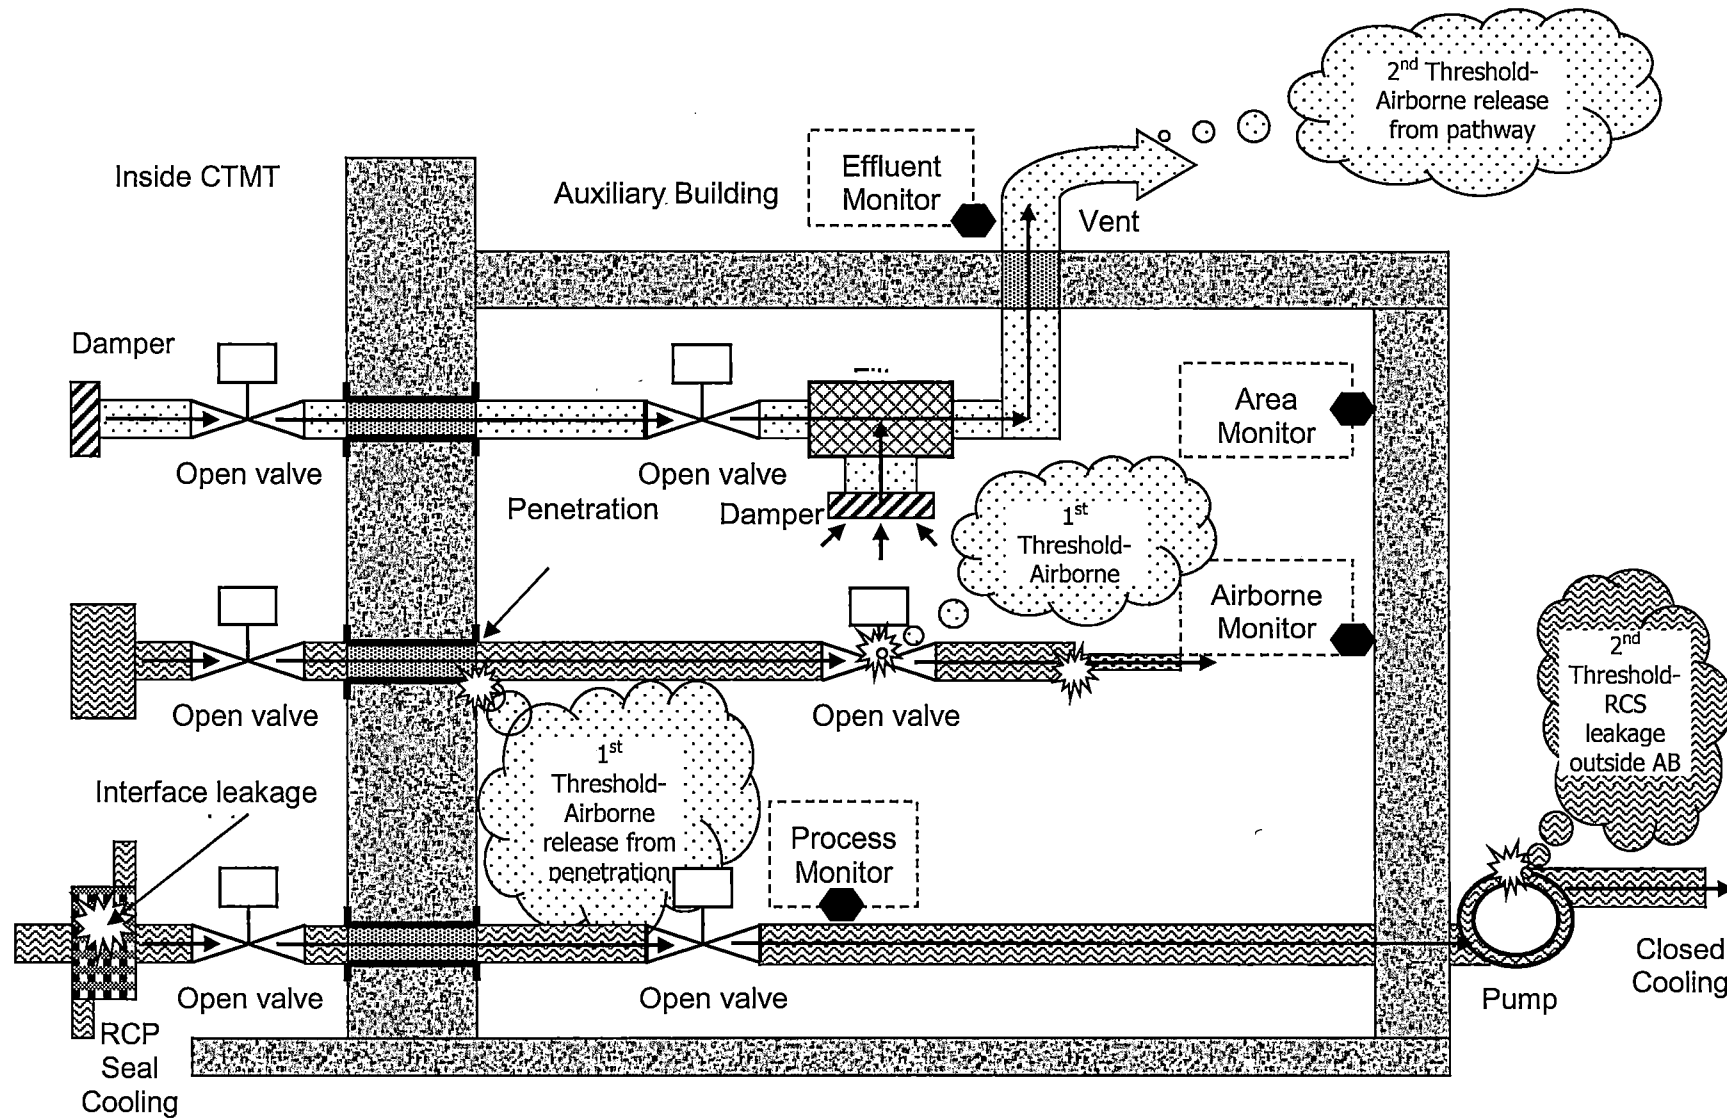 2nd Threshold-
Airborne release
from pathway
Inside CTMT
Auxiliary Building
Effluent
Monitor
Vent
Damper
Area
Monitor
Open valve
Open valve
Penetration
Damper
1st
Threshold-
Airborne
Airborne
Monitor
2nd
Threshold-
RCS
leakage
outside AB
Open valve
Open valve
1st
Threshold-
Airborne
release from
penetration
Interface leakage
Process
Monitor
Open valve
Open valve
Pump
Closed
Cooling
RCP
Seal
Cooling